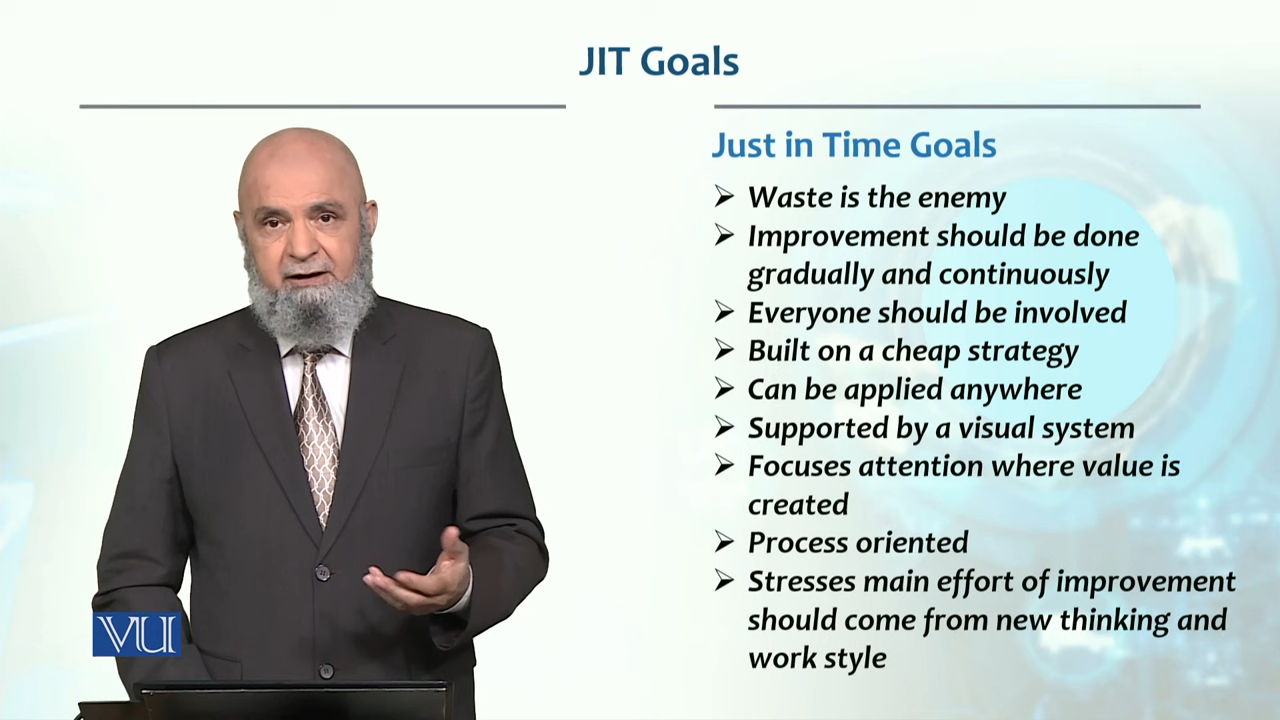 JIT Goals
Just in Time Goals
➢ Waste is the enemy
➢ Improvement should be done
gradually and continuously
➢ Everyone should be involved
➢ Built on a cheap strategy
➢ Can be applied anywhere
➢ Supported by a visual system
➢ Focuses attention where value is
created
➢ Process oriented
➢ Stresses main effort of improvement
should come from new thinking and
work style
VU